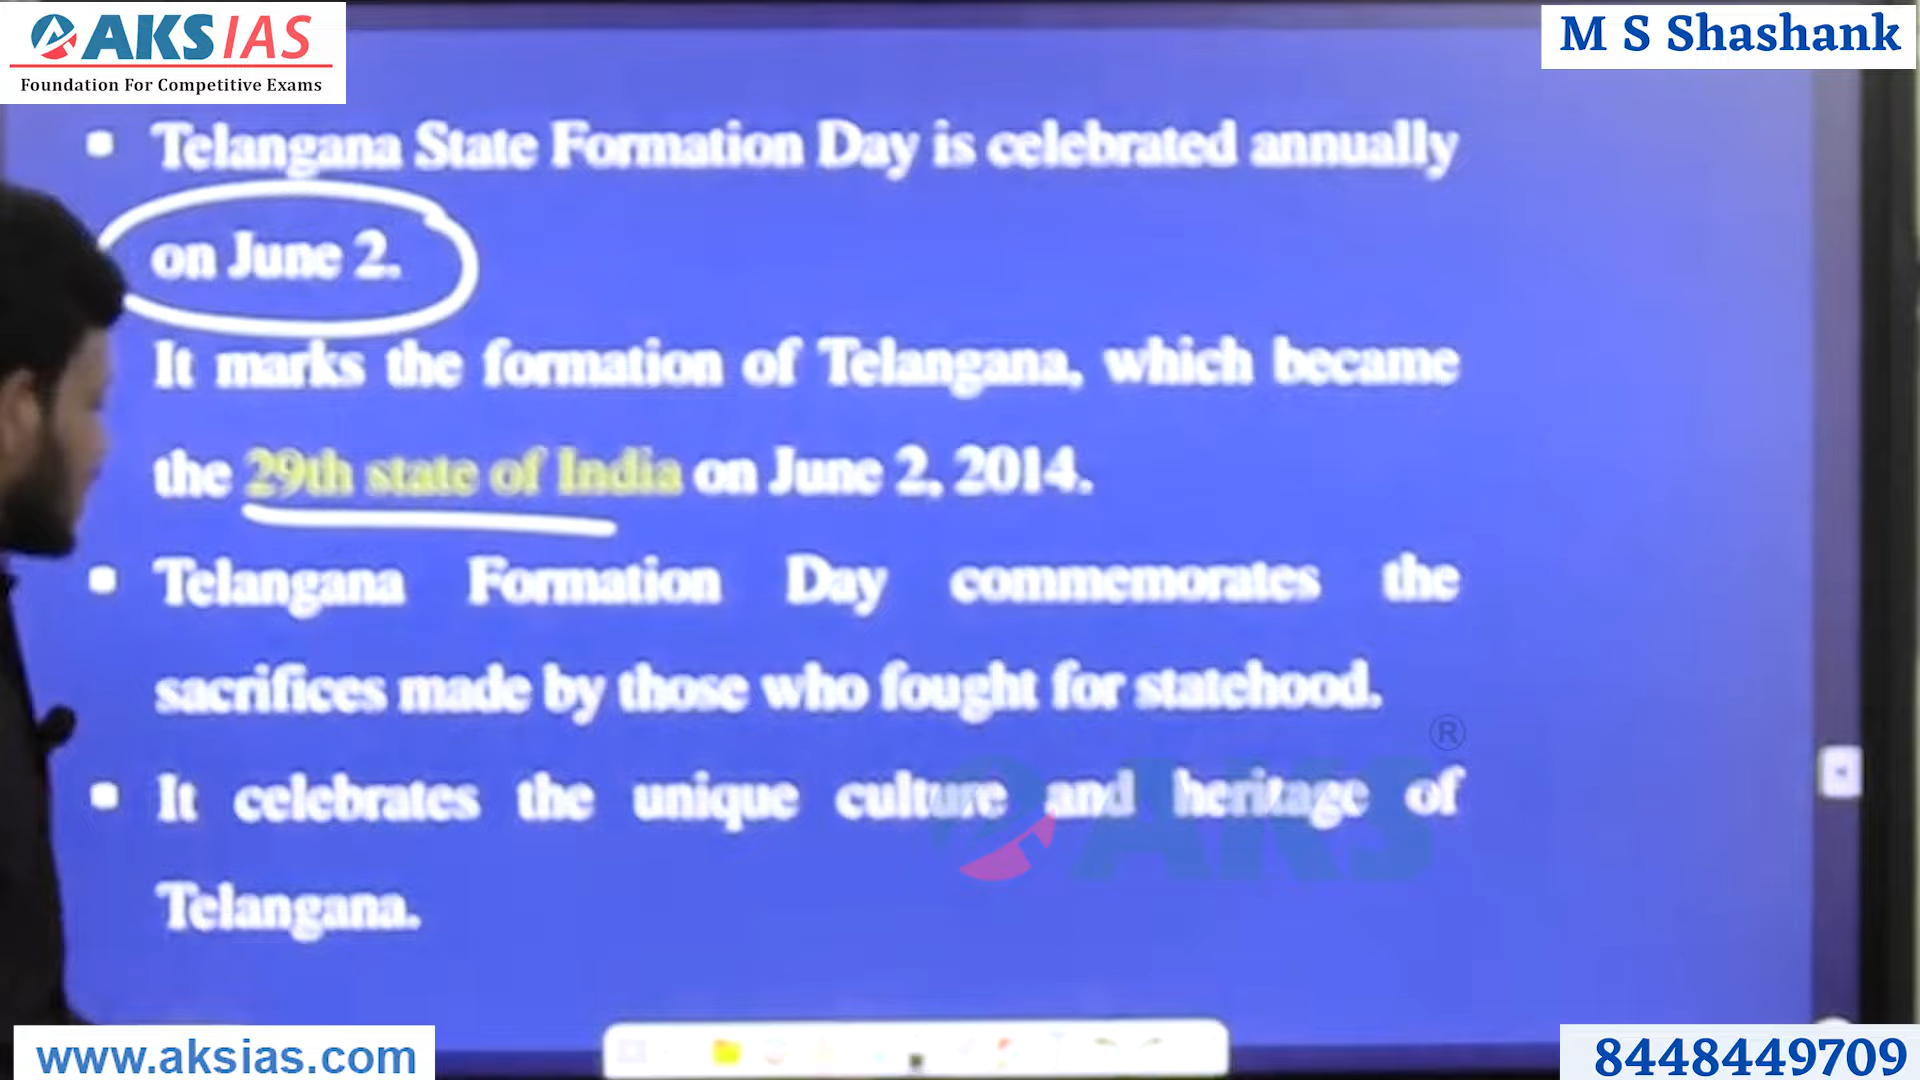 AKS IAS
Foundation For Competitive Exams
M S Shashank
Telangana State Formation Day is celebrated annually
on June 2.
It marks the formation of Telangana, which became
the 29th state of India on June 2, 2014.
Telangana Formation Day commemorates the
sacrifices made by those who fought for statehood.
It celebrates the unique culture and heritage of
Telangana.
AKS ®
www.aksias.com
8448449709